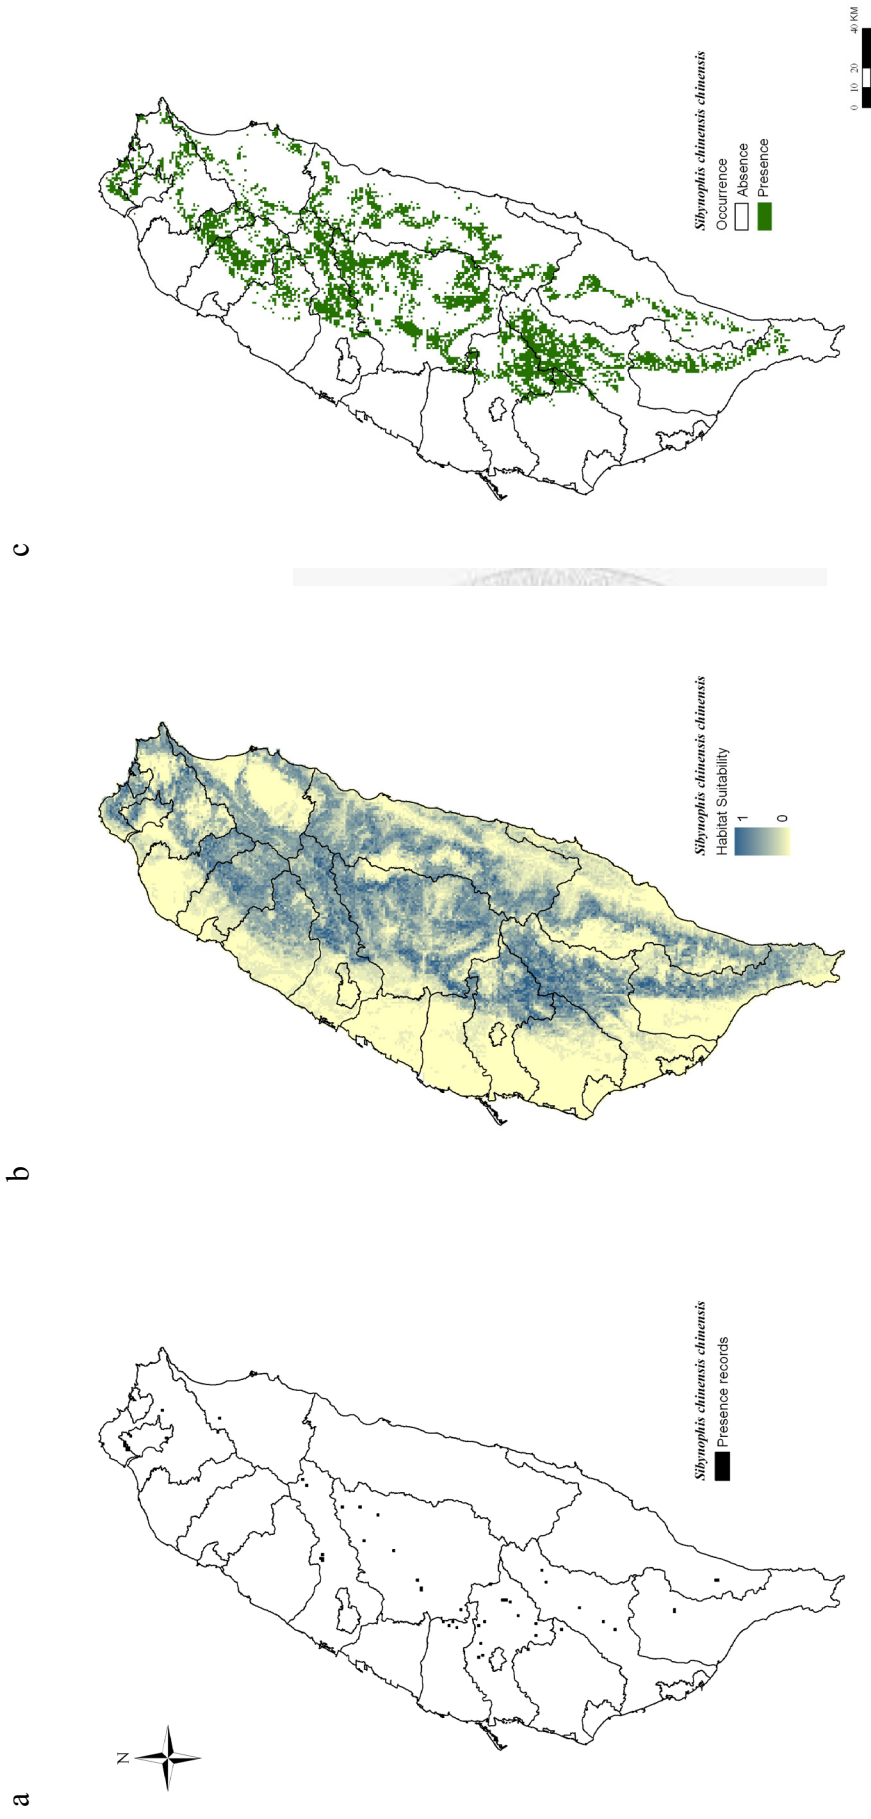 a
N
Sibynophis chinensis chinensis
Presence records
b
Sibynophis chinensis chinensis
Habitat Suitability
1
0
c
Sibynophis chinensis chinensis
Occurrence
Absence
Presence
0 10 20 40 KM